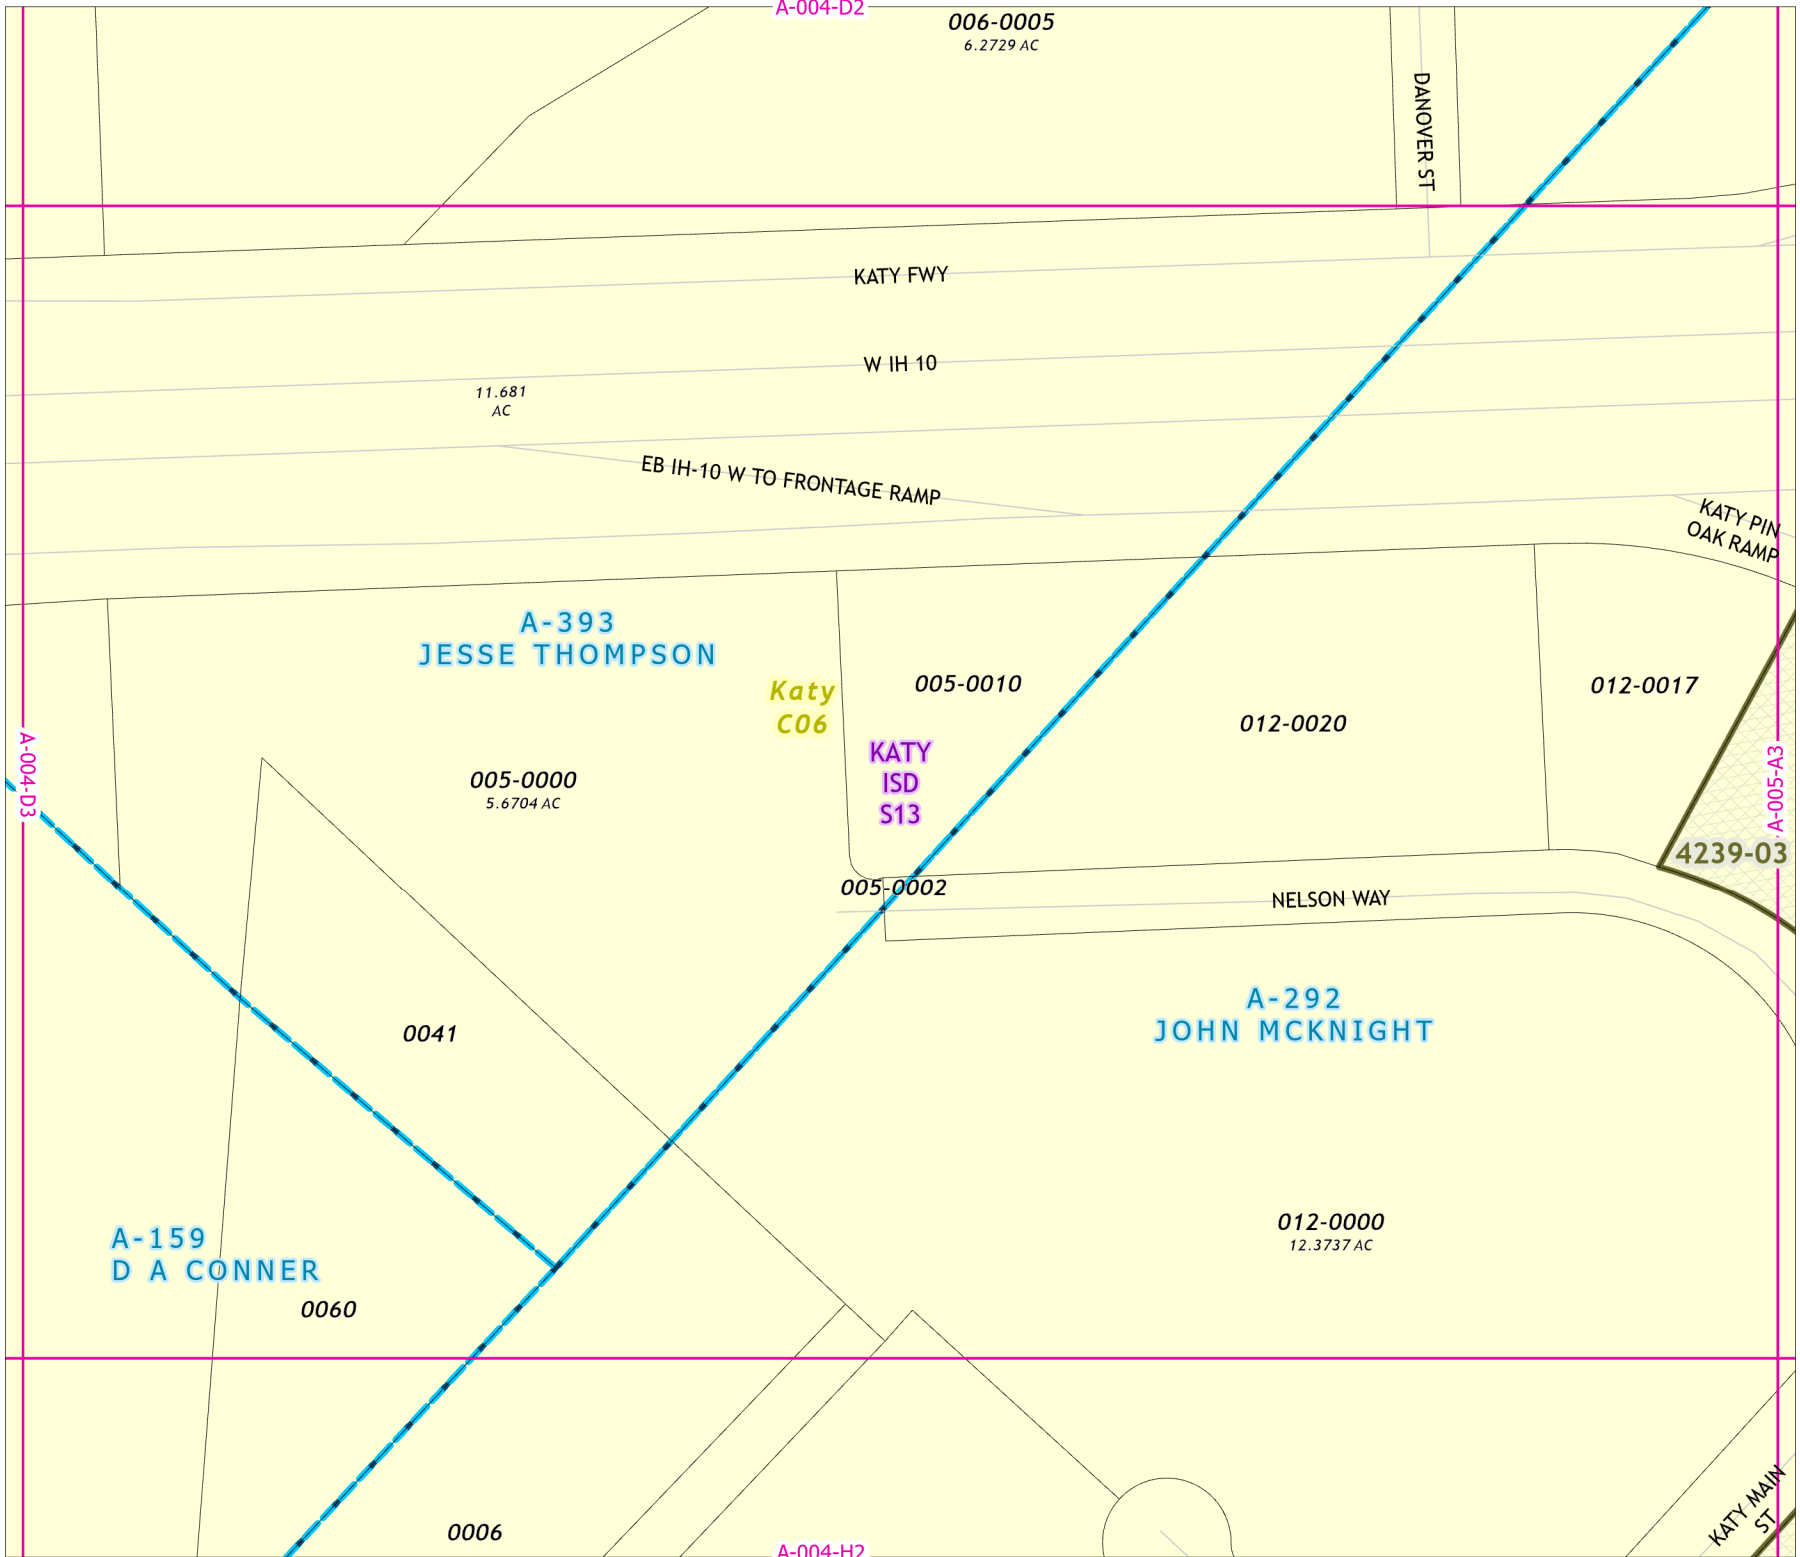 A-004-D2
006-0005
6.2729 AC
DANOVER ST
KATY FWY
W IH 10
11.681
AC
EB IH-10 W TO FRONTAGE RAMP
KATY PIN
OAK RAMP
A-393
JESSE THOMPSON
Katy
C06
005-0010
012-0017
012-0020
KATY
ISD
S13
A-004-D3
A-005-A3
005-0000
5.6704 AC
4239-03
005-0002
NELSON WAY
A-292
JOHN MCKNIGHT
0041
012-0000
12.3737 AC
A-159
D A CONNER
0060
KATY MAIN
ST
0006
A-004-H2